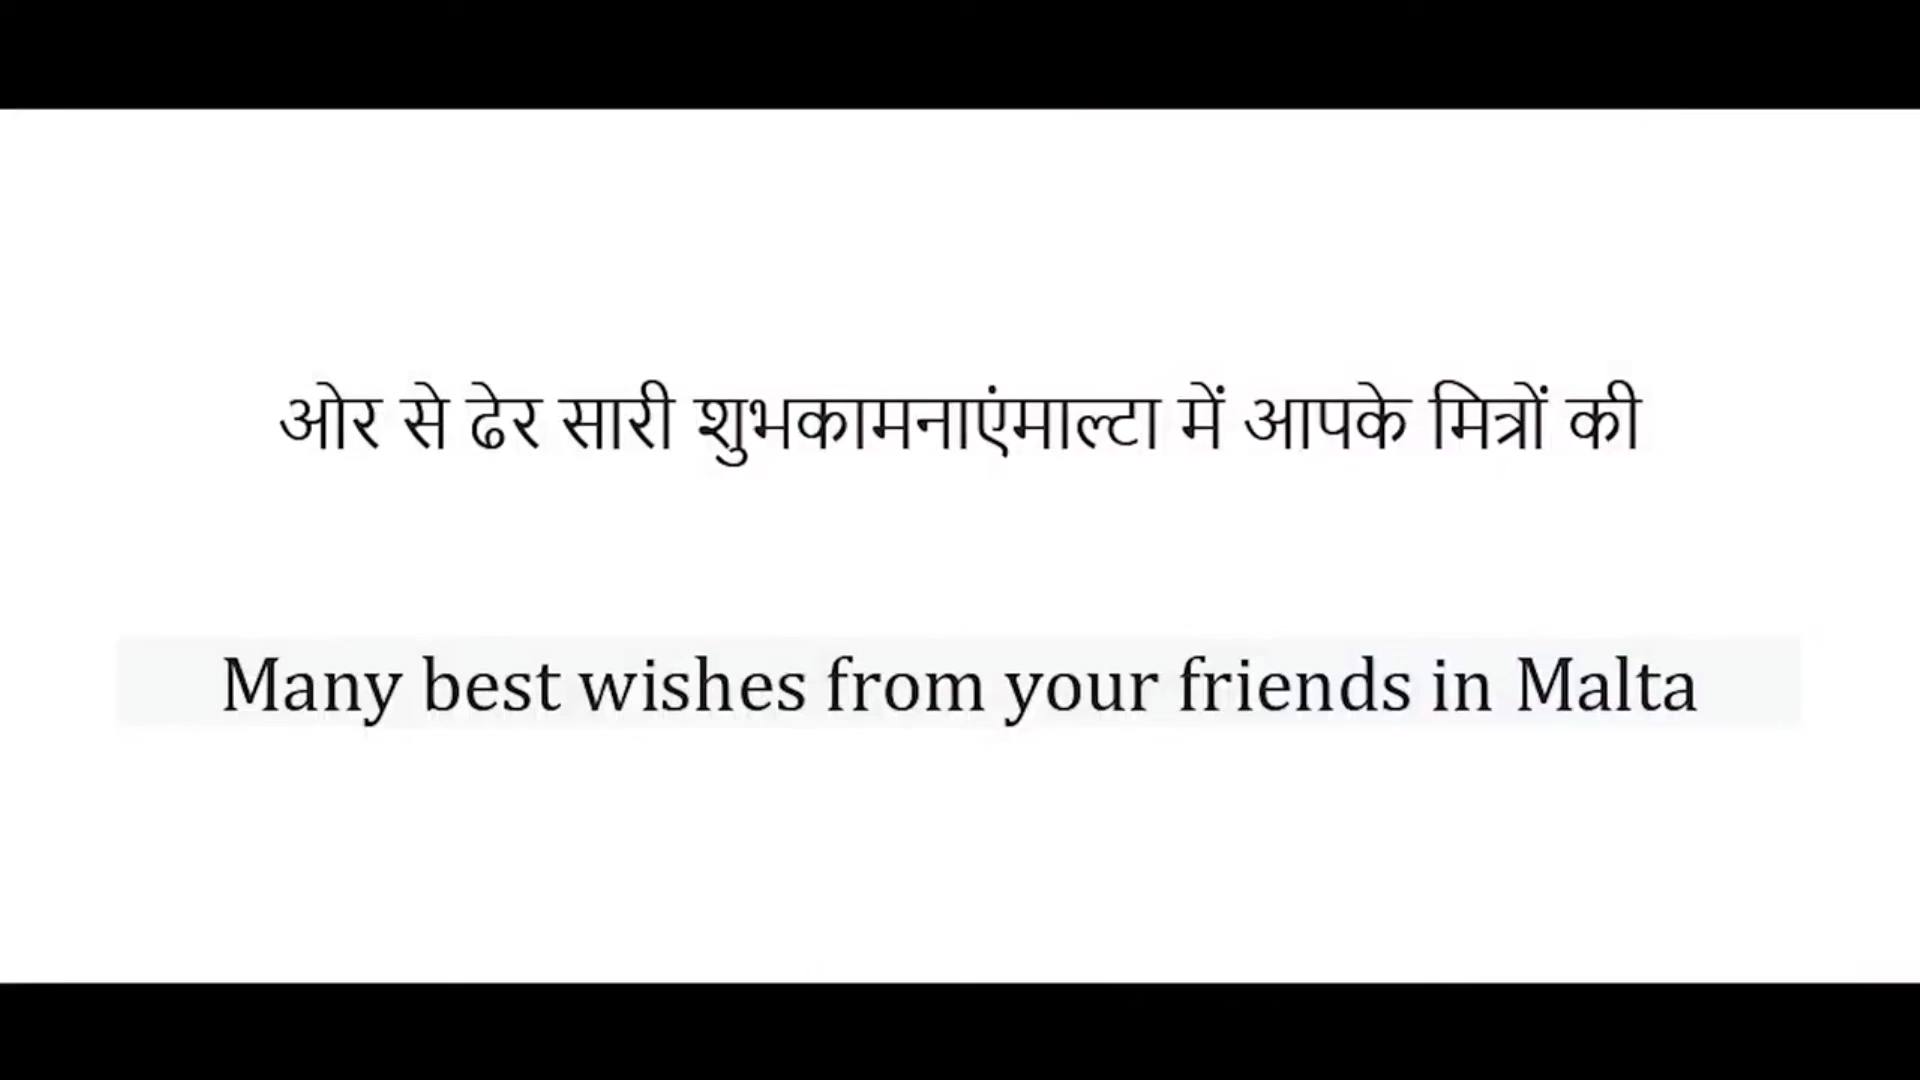 ओर से ढेर सारी शुभकामनाएंमाल्टा में आपके मित्रों की
Many best wishes from your friends in Malta